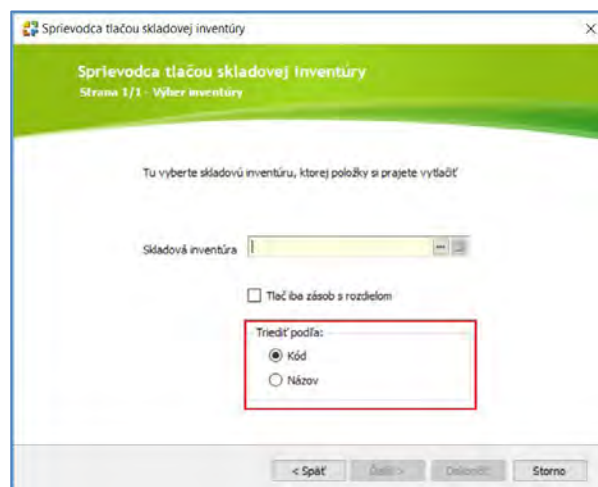 Sprievodca tlačou skladovej inventúry
Sprievodca tlačou skladovej inventúry
Strana 1/1 - Výber inventúry
Tu vyberte skladovú inventúru, ktorej položky si prajete vytlačiť
Skladová inventúra
Tlač iba zásob s rozdielom
Triediť podľa:
Kód
Názov
< Späť Ďalší > Dokončiť Storno